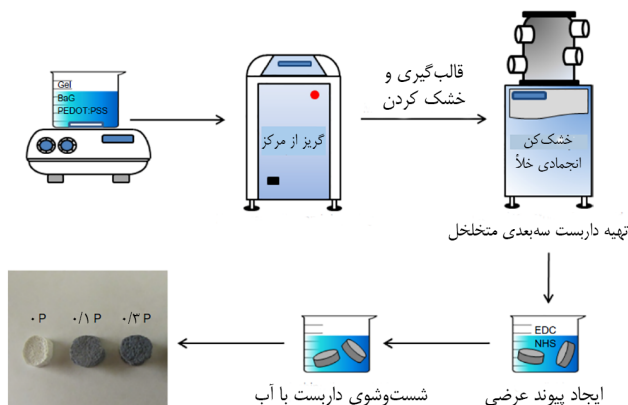 Gel
BaG
PEDOT:PSS
گریز از مرکز
قالب‌گیری و
خشک کردن
خشک‌کن
انجمادی خلأ
تهیه داربست سه‌بعدی متخلخل
EDC
NHS
ایجاد پیوند عرضی
شست‌وشوی داربست با آب
۰ P
۰/۱ P
۰/۳ P